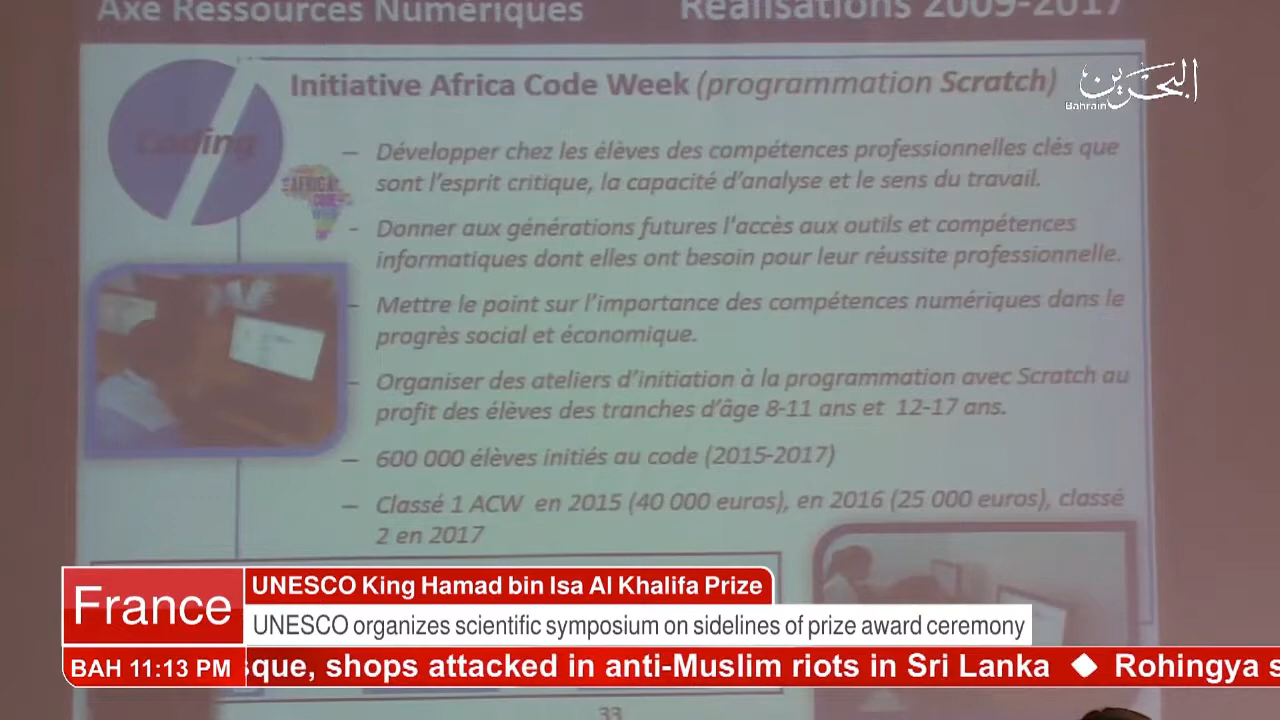 Axe Ressources Numériques Réalisations 2009-2017
Initiative Africa Code Week (programmation Scratch)
البحرين
Bahrain
Coding
AFRICA
CODE
WEEK
– Développer chez les élèves des compétences professionnelles clés que
sont l'esprit critique, la capacité d'analyse et le sens du travail.
- Donner aux générations futures l'accès aux outils et compétences
informatiques dont elles ont besoin pour leur réussite professionnelle.
– Mettre le point sur l'importance des compétences numériques dans le
progrès social et économique.
– Organiser des ateliers d'initiation à la programmation avec Scratch au
profit des élèves des tranches d'âge 8-11 ans et 12-17 ans.
– 600 000 élèves initiés au code (2015-2017)
– Classé 1 ACW en 2015 (40 000 euros), en 2016 (25 000 euros), classé
2 en 2017
France
UNESCO King Hamad bin Isa Al Khalifa Prize
UNESCO organizes scientific symposium on sidelines of prize award ceremony
BAH 11:13 PM
sque, shops attacked in anti-Muslim riots in Sri Lanka ◆ Rohingya s
33